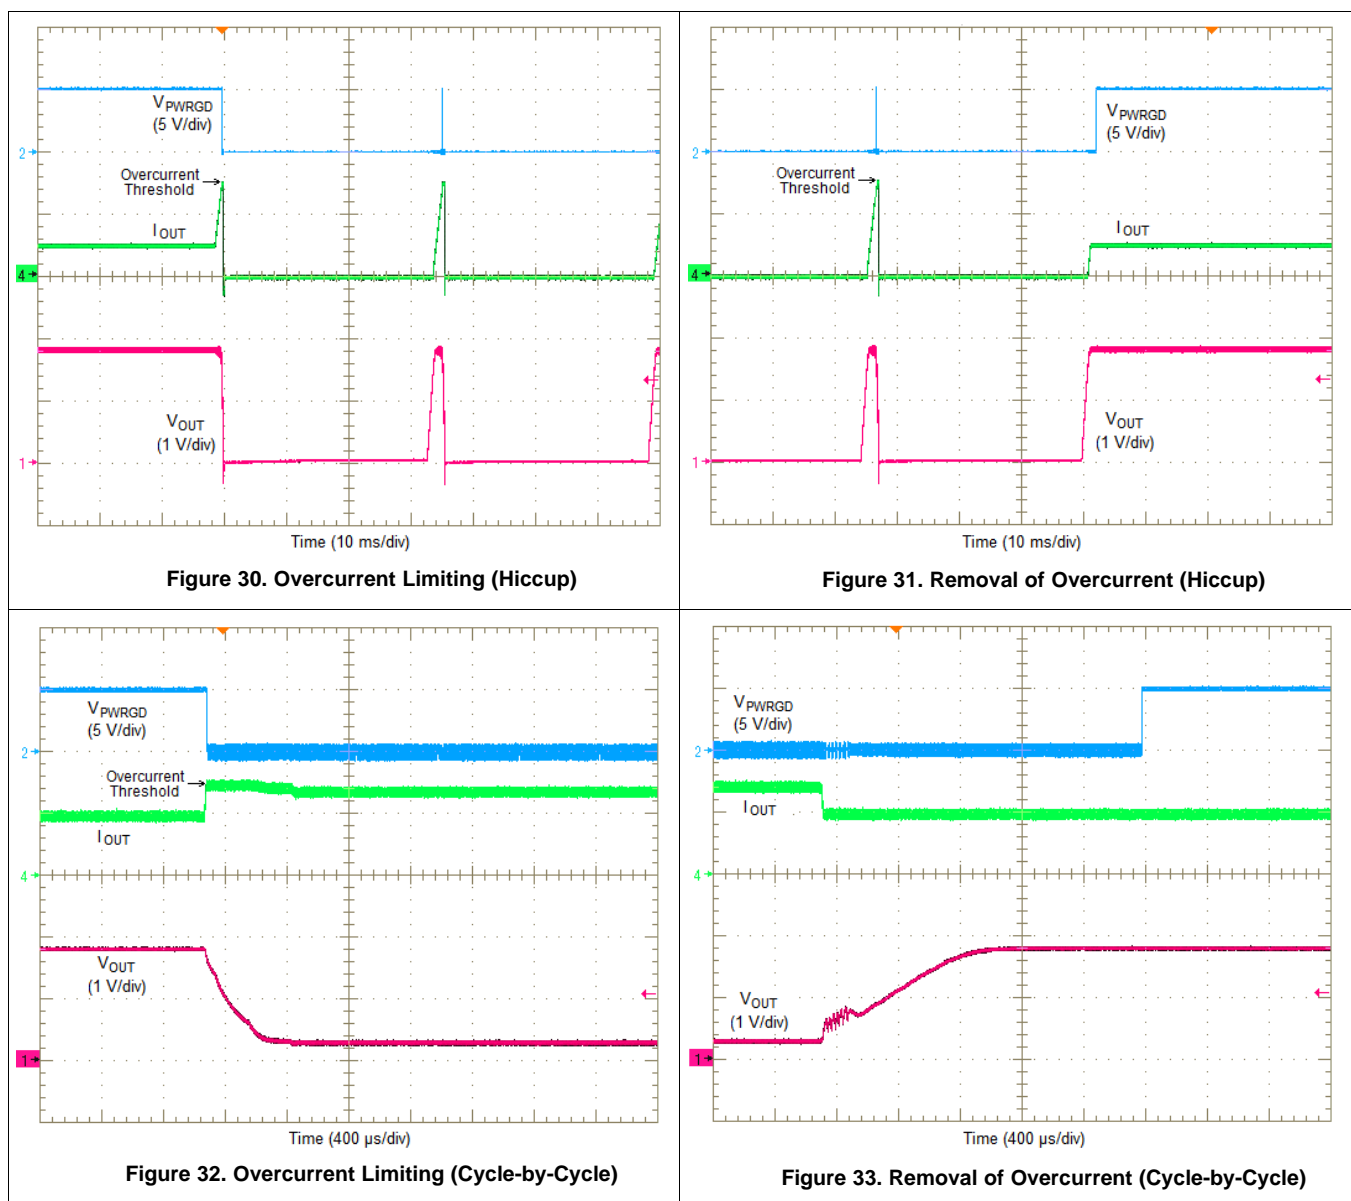 VPWRGD
(5 V/div)
2
Overcurrent
Threshold
IOUT
4
VOUT
(1 V/div)
1
Time (10 ms/div)
Figure 30. Overcurrent Limiting (Hiccup)
VPWRGD
(5 V/div)
2
Overcurrent
Threshold
IOUT
4
VOUT
(1 V/div)
1
Time (10 ms/div)
Figure 31. Removal of Overcurrent (Hiccup)
VPWRGD
(5 V/div)
2
Overcurrent
Threshold
IOUT
4
VOUT
(1 V/div)
1
Time (400 µs/div)
Figure 32. Overcurrent Limiting (Cycle-by-Cycle)
VPWRGD
(5 V/div)
2
IOUT
4
VOUT
(1 V/div)
1
Time (400 µs/div)
Figure 33. Removal of Overcurrent (Cycle-by-Cycle)